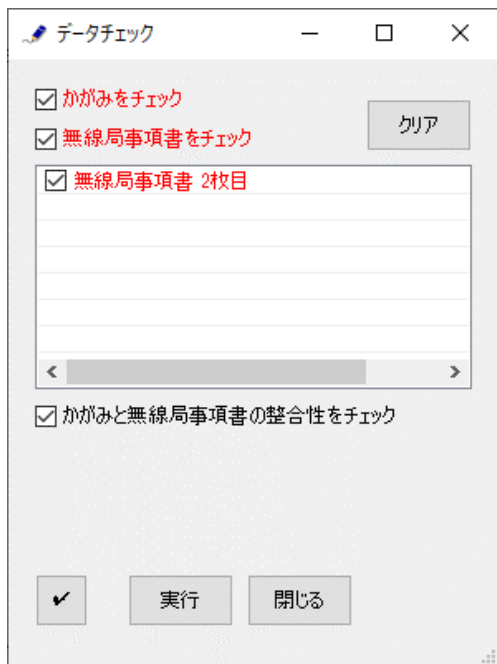 データチェック
かがみをチェック
クリア
無線局事項書をチェック
無線局事項書 2枚目
かがみと無線局事項書の整合性をチェック
実行
閉じる